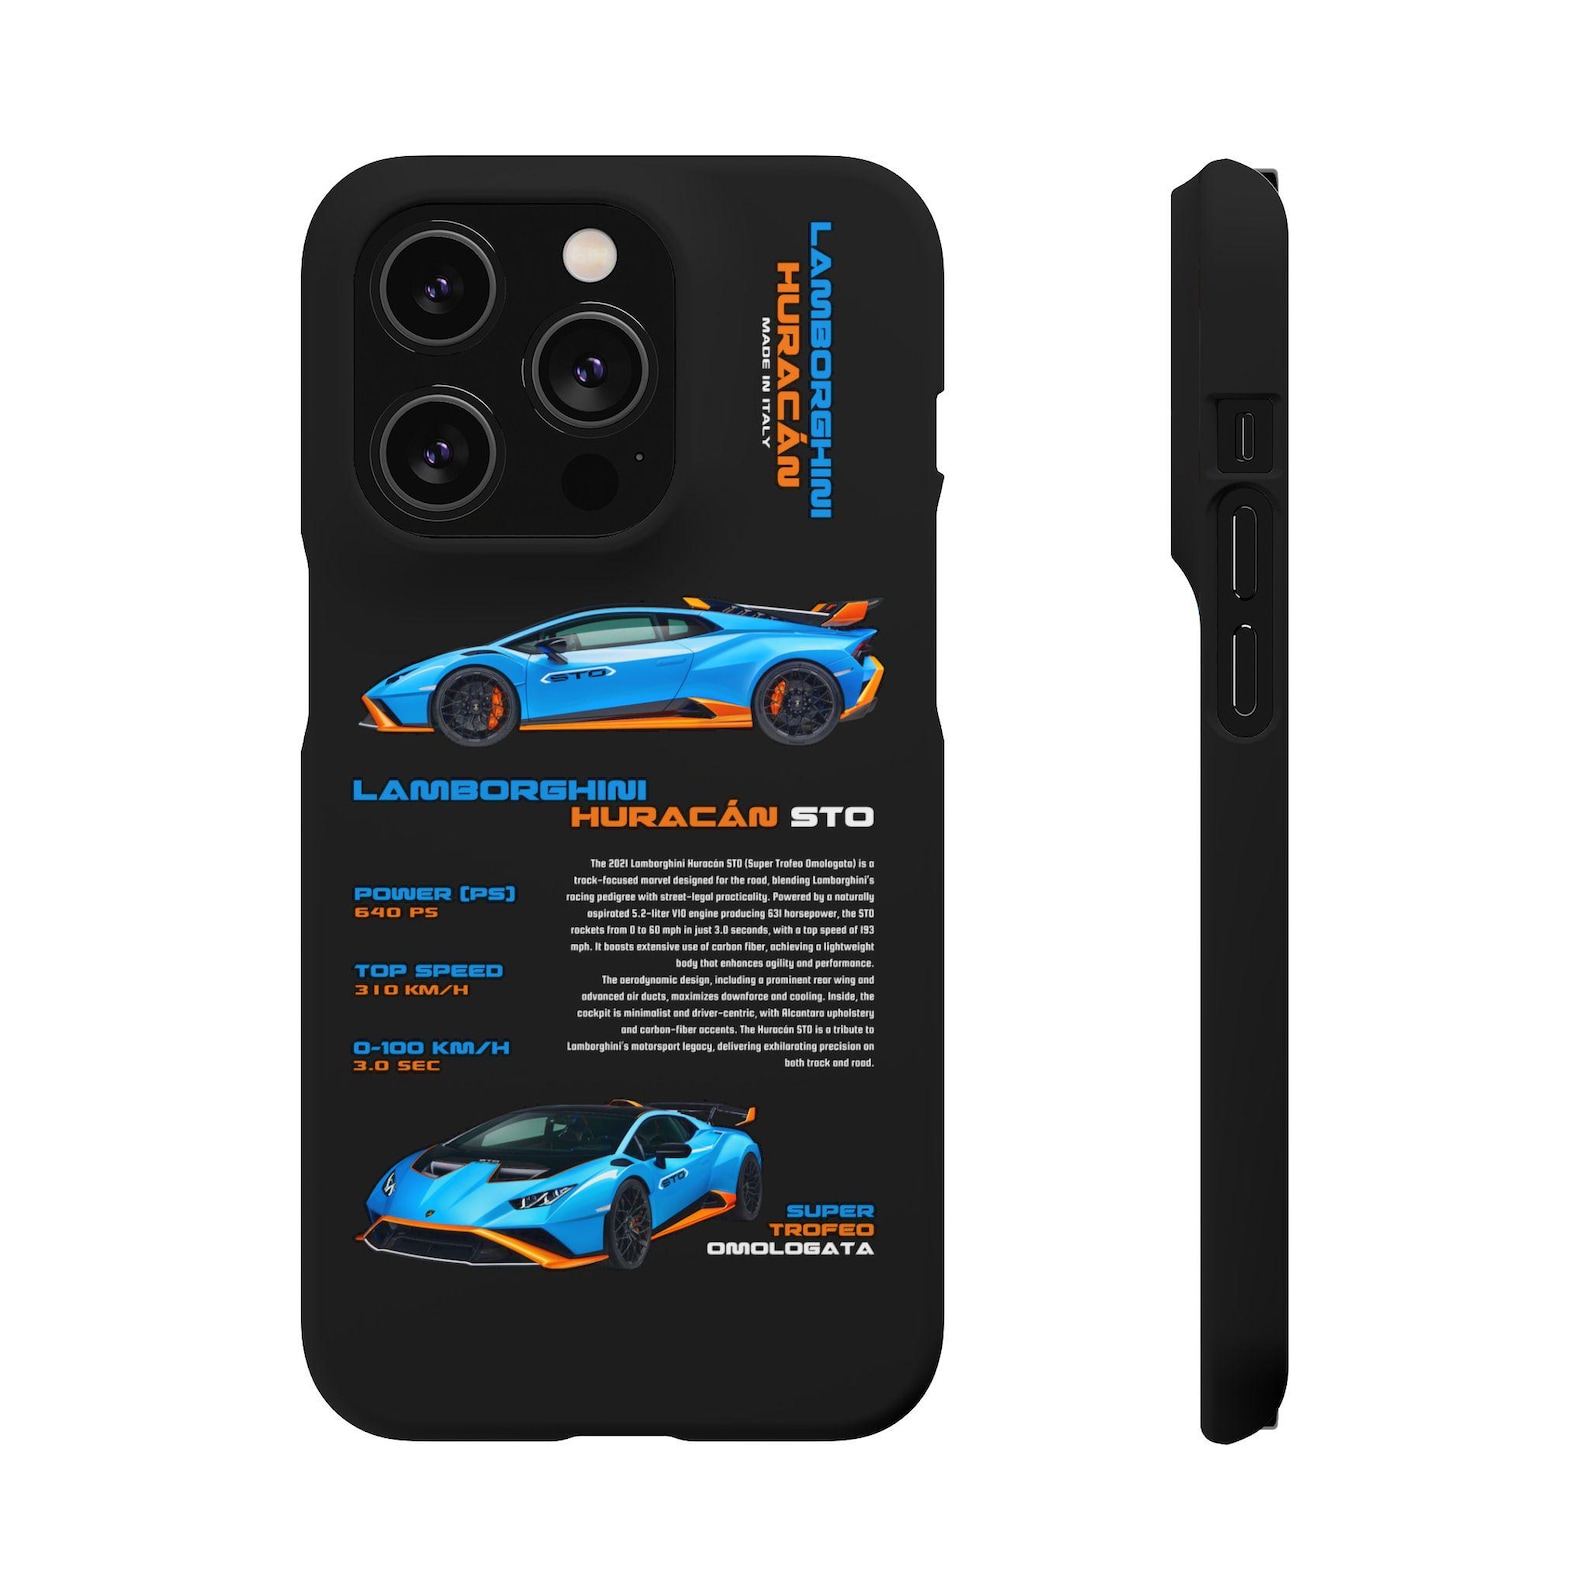 LAMBORGHINI
HURACÁN
MADE IN ITALY
STO
LAMBORGHINI
HURACÁN STO
POWER (PS)
640 PS
TOP SPEED
310 KM/H
0-100 KM/H
3.0 SEC
The 2021 Lamborghini Huracán STO (Super Trofeo Omologata) is a
track-focused marvel designed for the road, blending Lamborghini's
racing pedigree with street-legal practicality. Powered by a naturally
aspirated 5.2-liter V10 engine producing 631 horsepower, the STO
rockets from 0 to 60 mph in just 3.0 seconds, with a top speed of 193
mph. It boasts extensive use of carbon fiber, achieving a lightweight
body that enhances agility and performance.
The aerodynamic design, including a prominent rear wing and
advanced air ducts, maximizes downforce and cooling. Inside, the
cockpit is minimalist and driver-centric, with Alcantara upholstery
and carbon-fiber accents. The Huracán STO is a tribute to
Lamborghini's motorsport legacy, delivering exhilarating precision on
both track and road.
STO
STO
SUPER
TROFEO
OMOLOGATA